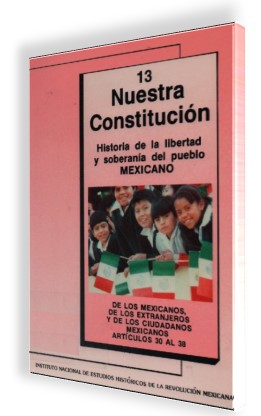 13
Nuestra
Constitución
Historia de la libertad
y soberanía del pueblo
MEXICANO
DE LOS MEXICANOS,
DE LOS EXTRANJEROS
Y DE LOS CIUDADANOS
MEXICANOS
ARTÍCULOS 30 AL 38
INSTITUTO NACIONAL DE ESTUDIOS HISTÓRICOS DE LA REVOLUCIÓN MEXICANA